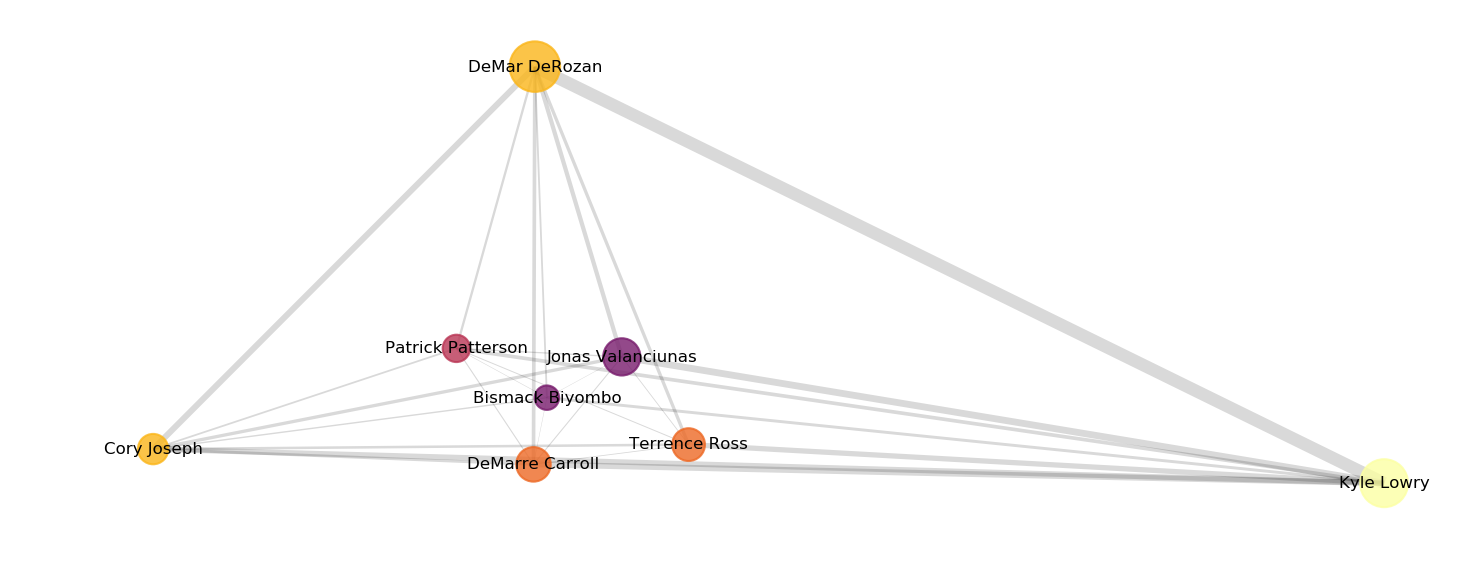 DeMar DeRozan
Patrick Patterson
Jonas Valanciunas
Bismack Biyombo
Terrence Ross
Cory Joseph
DeMarre Carroll
Kyle Lowry